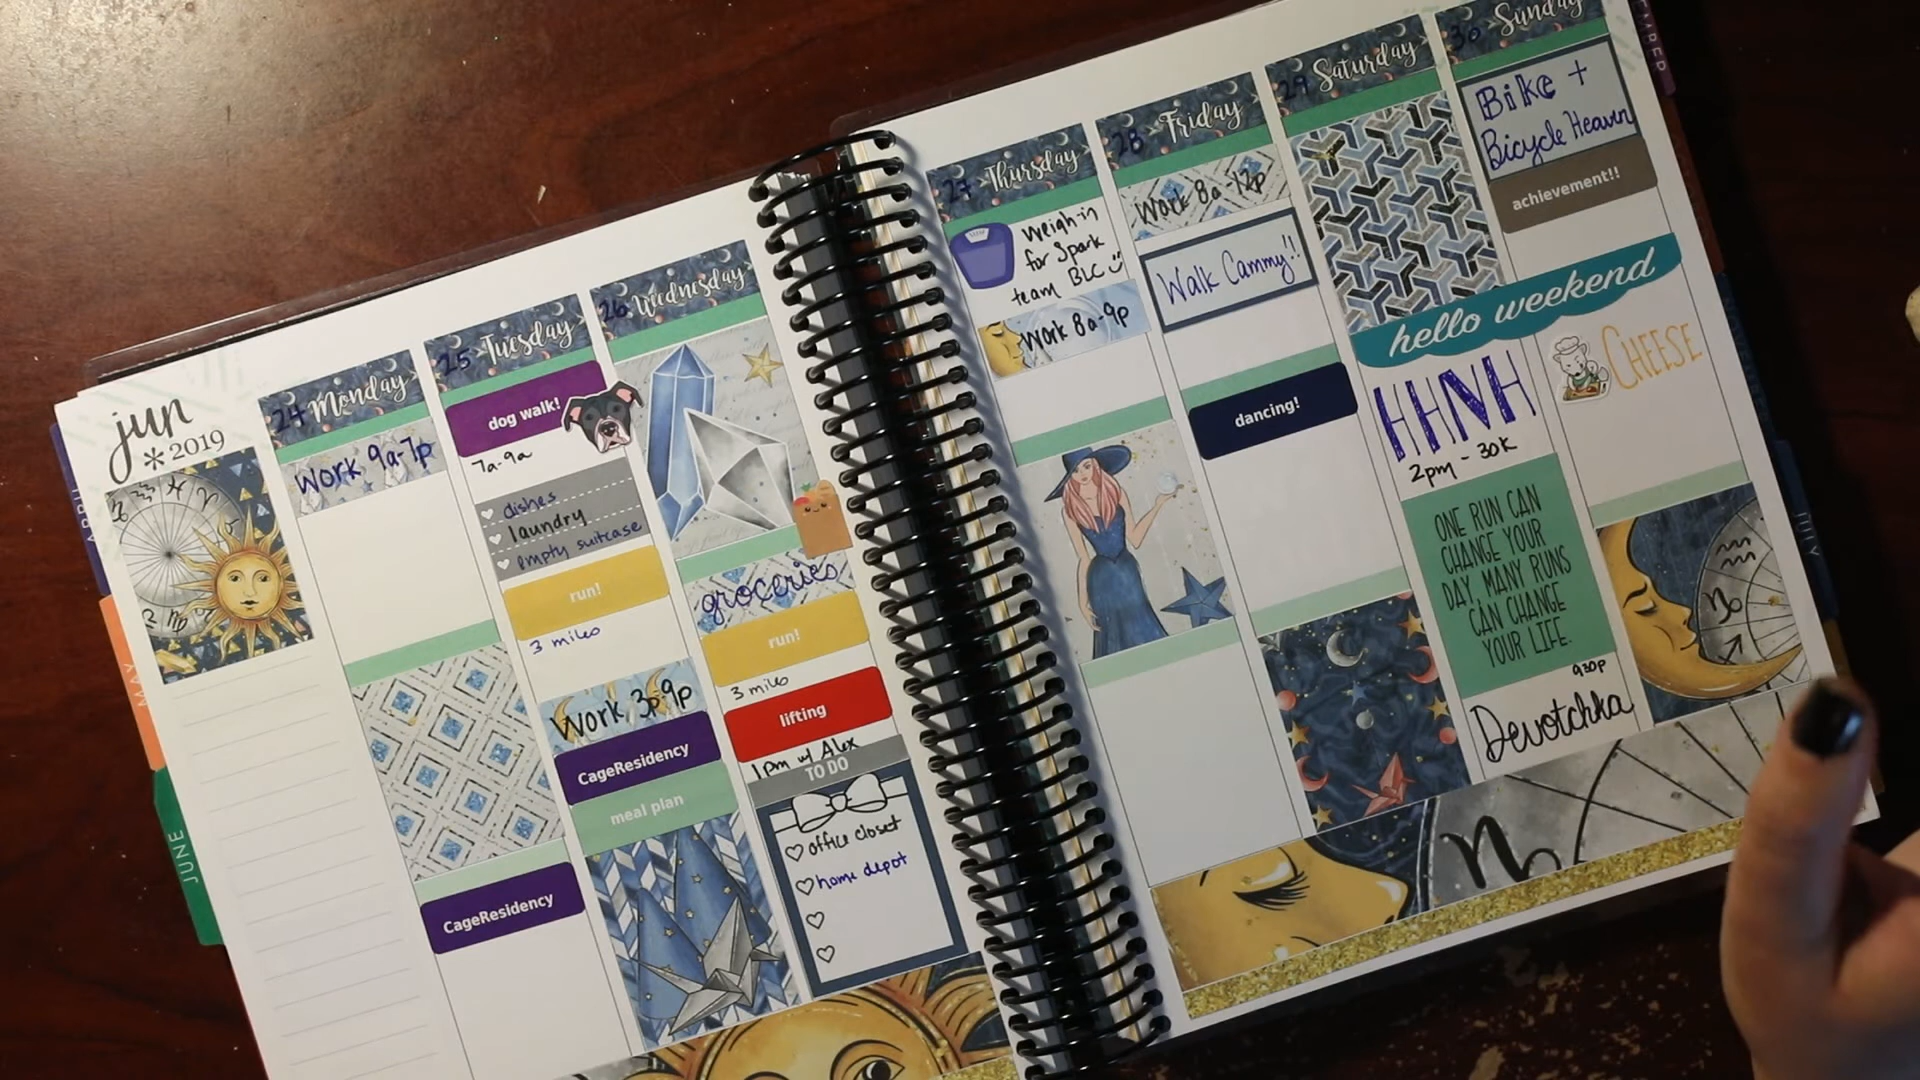 jun
* 2019
24 Monday
Work 9a-7p
CageResidency
25 Tuesday
dog walk!
7a-9a
dishes
laundry
empty suitcase
run!
3 miles
Work 3p-9p
CageResidency
meal plan
26 Wednesday
groceries
run!
3 miles
lifting
1pm w/ Alex
TO DO
office closet
home depot
27 Thursday
Weigh-in
for Spark
team BLC
Work 8a-9p
28 Friday
Work 8a-12p
Walk Cammy!!
dancing!
29 Saturday
hello weekend
HHNH
2pm - 30K
ONE RUN CAN
CHANGE YOUR
DAY, MANY RUNS
CAN CHANGE
YOUR LIFE.
930p
Devotchka
30 Sunday
Bike +
Bicycle Heaven
achievement!!
CHEESE
APRIL
MAY
JUNE
JULY